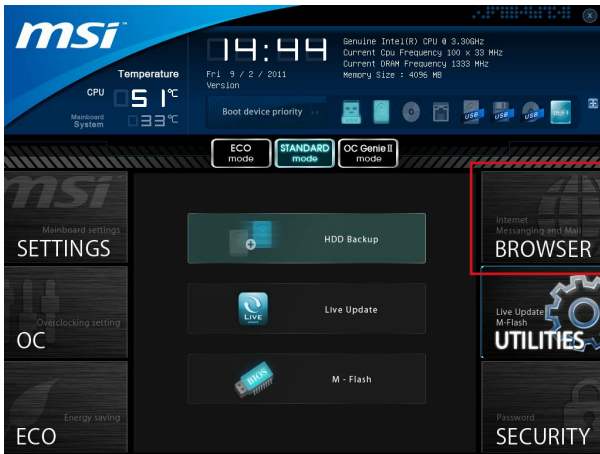 msi
Temperature
CPU 51°C
Mainboard
System 33°C
14:44
Fri 9 / 2 / 2011
Version
Genuine Intel(R) CPU @ 3.30GHz
Current Cpu Frequency 100 x 33 MHz
Current DRAM Frequency 1333 MHz
Memory Size : 4096 MB
Boot device priority
USB
USB
USB
UEFI
X
ECO
mode
STANDARD
mode
OC Genie II
mode
msi
Mainboard settings
SETTINGS
Overclocking setting
OC
Energy saving
ECO
HDD Backup
LIVE
Live Update
BIOS
M - Flash
Internet
Messanging and Mail
BROWSER
Live Update
M-Flash
UTILITIES
Password
SECURITY